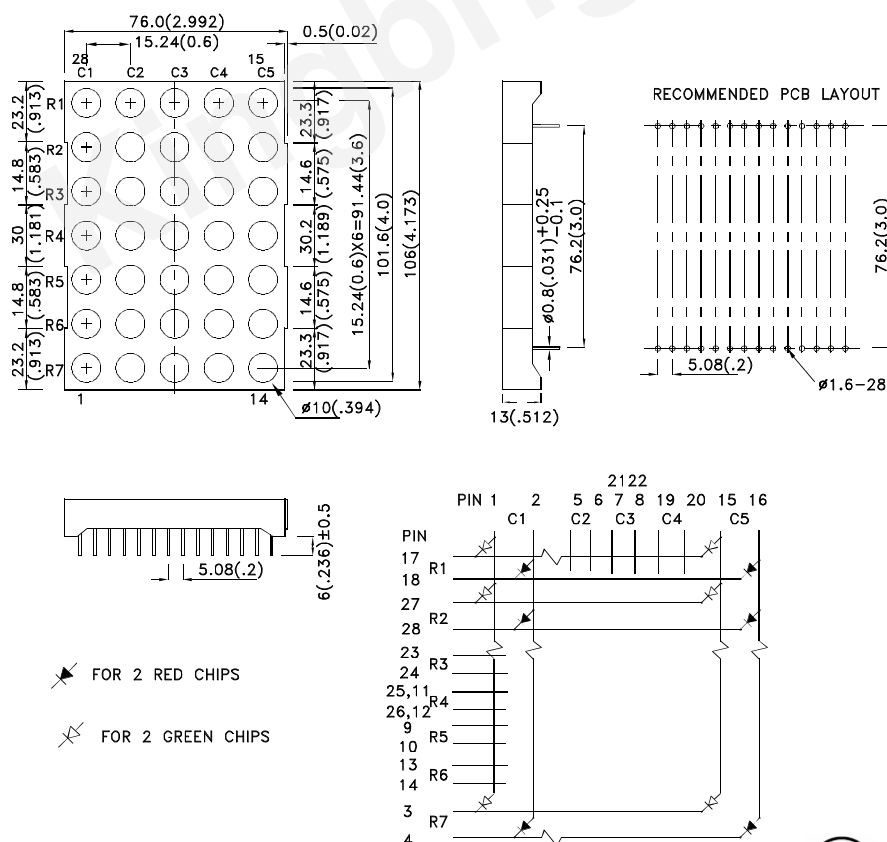 Kingbrig
76.0(2.992)
15.24(0.6)
0.5(0.02)
28
15
C1 C2 C3 C4 C5
R1
R2
R3
R4
R5
R6
R7
23.2
(.913)
14.8
(.583)
30
(1.181)
14.8
(.583)
23.2
(.913)
23.3
(.917)
14.6
(.575)
30.2
(1.189)
14.6
(.575)
23.3
(.917)
15.24(0.6)X6=91.44(3.6)
101.6(4.0)
106(4.173)
1
14
ø10(.394)
13(.512)
ø0.8(.031)+0.25
-0.1
76.2(3.0)
RECOMMENDED PCB LAYOUT
76.2(3.0)
5.08(.2)
ø1.6-28
5.08(.2)
6(.236)±0.5
FOR 2 RED CHIPS
FOR 2 GREEN CHIPS
2122
PIN 1 2 5 6 7 8 19 20 15 16
C1 C2 C3 C4 C5
PIN
17
R1
18
27
R2
28
23
R3
24
25,11
R4
26,12
9
R5
10
13
R6
14
3
R7
4